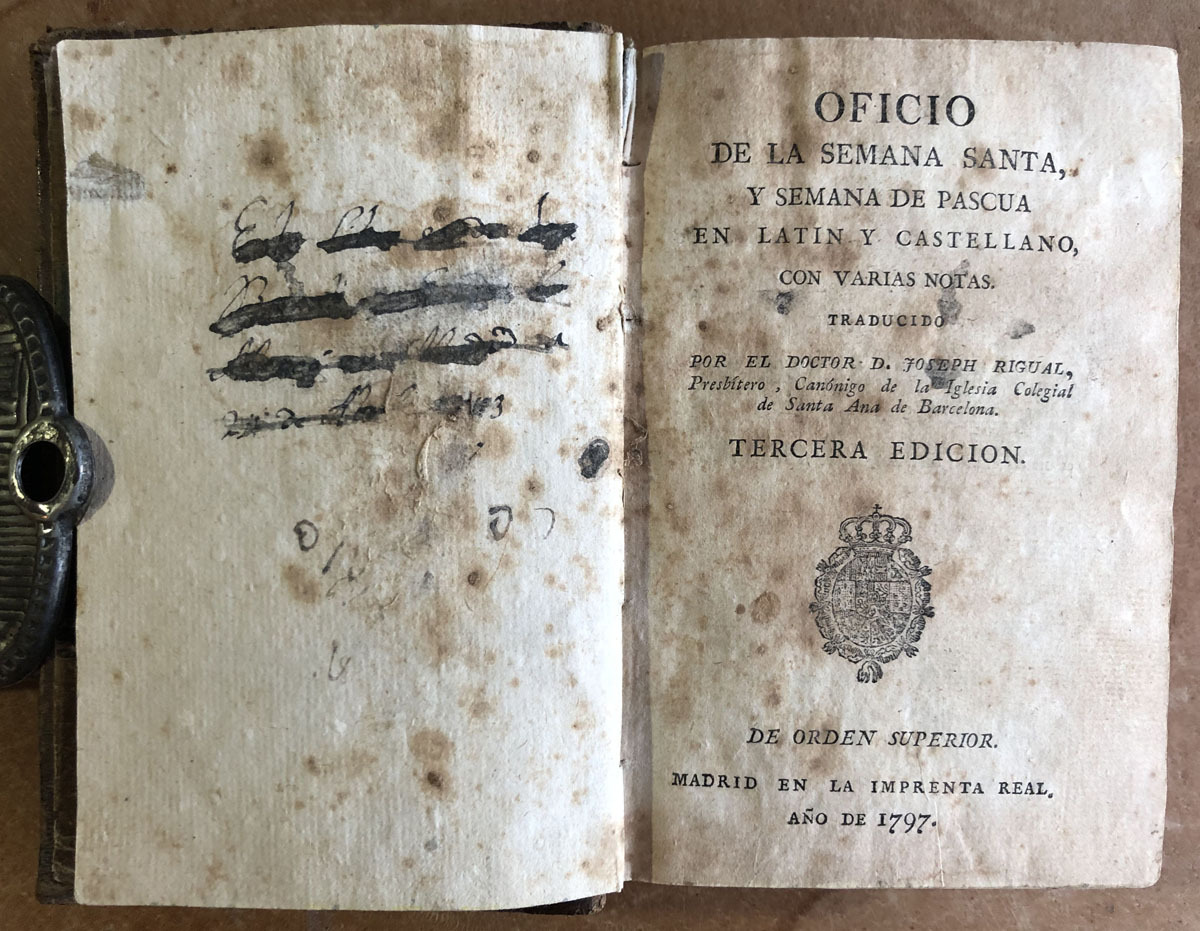 OFICIO
DE LA SEMANA SANTA,
Y SEMANA DE PASCUA
EN LATIN Y CASTELLANO,
CON VARIAS NOTAS.
TRADUCIDO
POR EL DOCTOR D. JOSEPH RIGUAL,
Presbítero, Canónigo de la Iglesia Colegial
de Santa Ana de Barcelona.
TERCERA EDICION.
DE ORDEN SUPERIOR.
MADRID EN LA IMPRENTA REAL.
AÑO DE 1797.